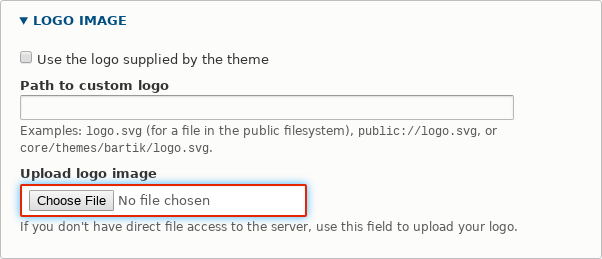 LOGO IMAGE
Use the logo supplied by the theme
Path to custom logo
Examples: logo.svg (for a file in the public filesystem), public://logo.svg, or
core/themes/bartik/logo.svg.
Upload logo image
Choose File No file chosen
If you don't have direct file access to the server, use this field to upload your logo.